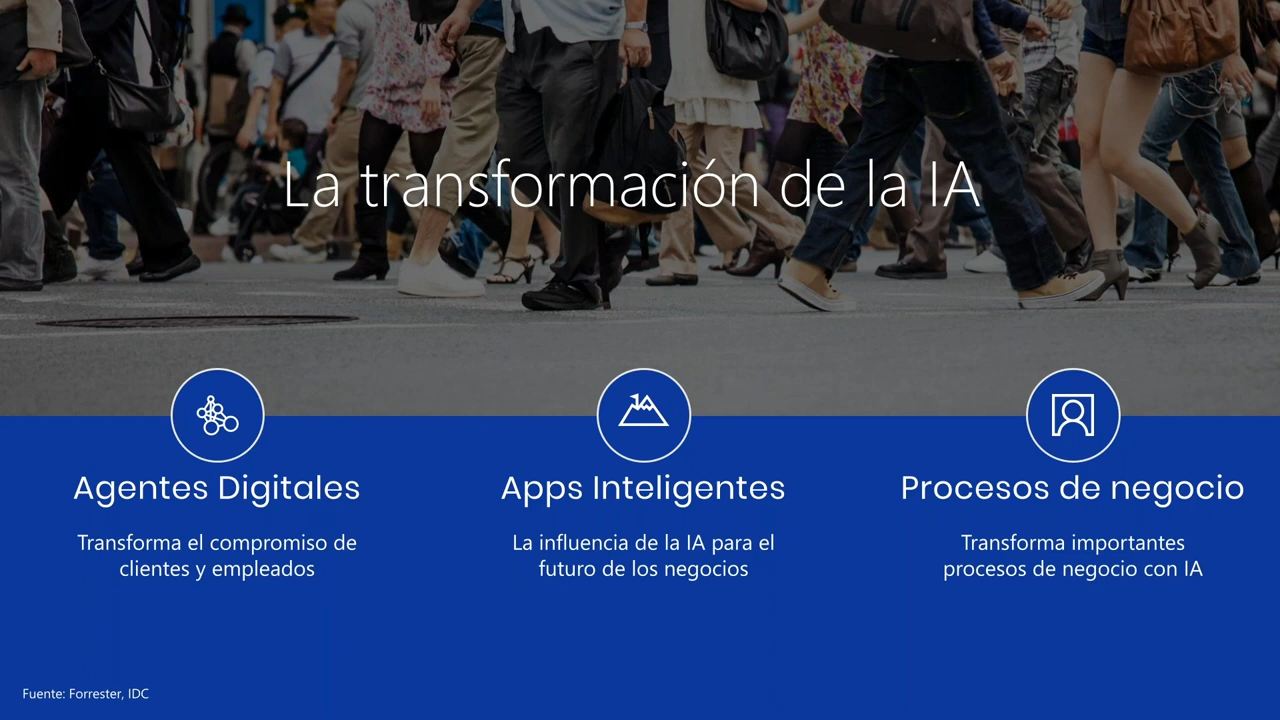 La transformación de la IA
Agentes Digitales
Transforma el compromiso de
clientes y empleados
Apps Inteligentes
La influencia de la IA para el
futuro de los negocios
Procesos de negocio
Transforma importantes
procesos de negocio con IA
Fuente: Forrester, IDC